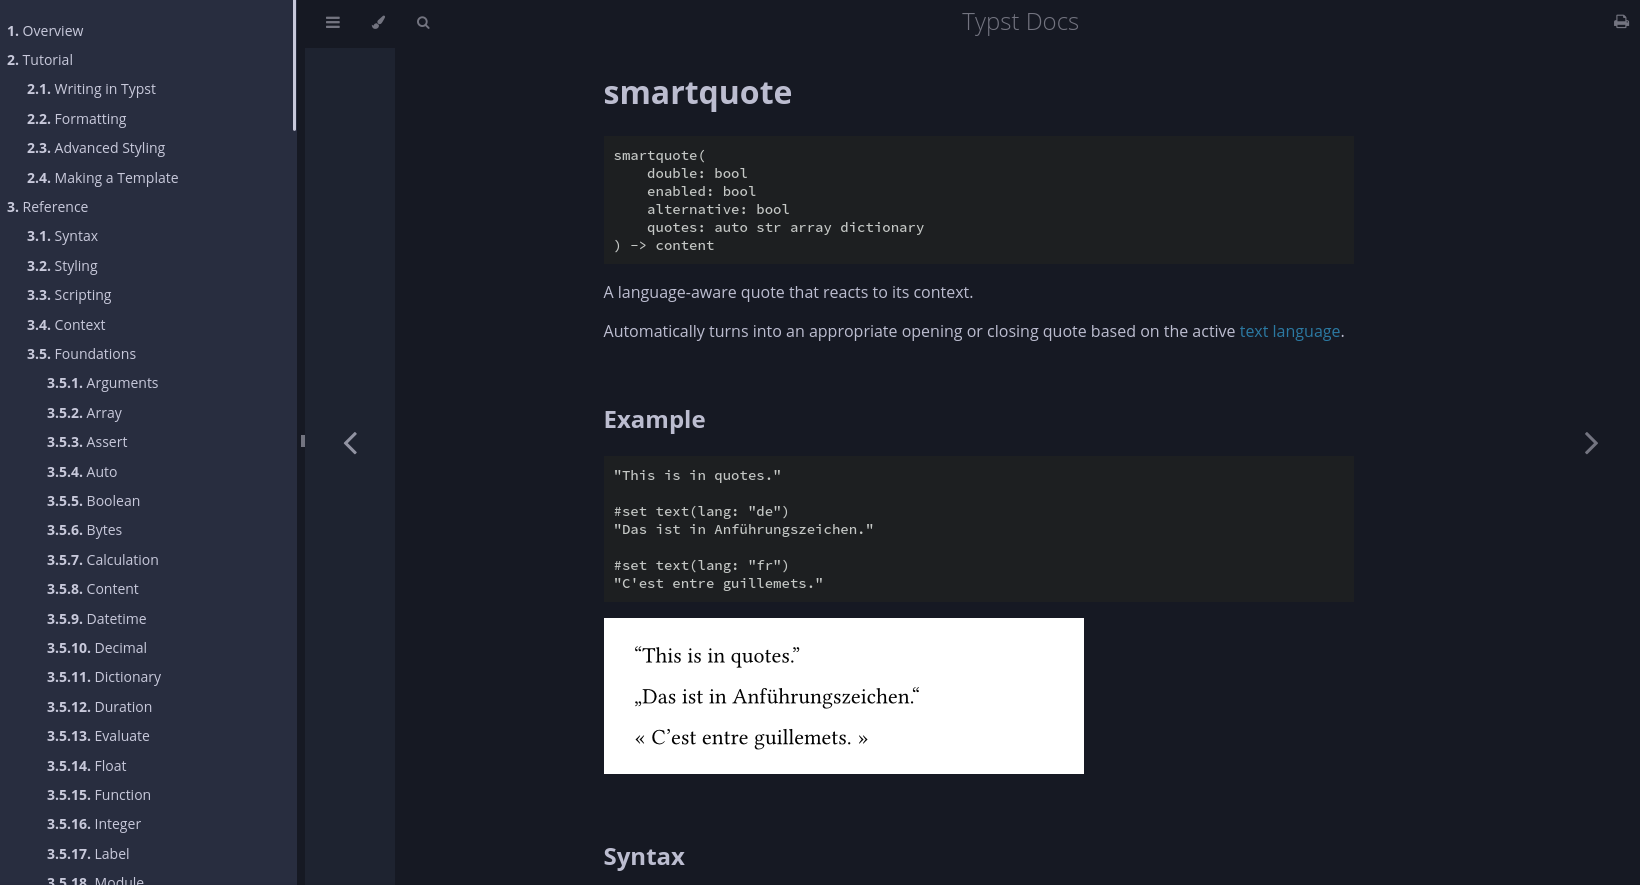 1. Overview
2. Tutorial
2.1. Writing in Typst
2.2. Formatting
2.3. Advanced Styling
2.4. Making a Template
3. Reference
3.1. Syntax
3.2. Styling
3.3. Scripting
3.4. Context
3.5. Foundations
3.5.1. Arguments
3.5.2. Array
3.5.3. Assert
3.5.4. Auto
3.5.5. Boolean
3.5.6. Bytes
3.5.7. Calculation
3.5.8. Content
3.5.9. Datetime
3.5.10. Decimal
3.5.11. Dictionary
3.5.12. Duration
3.5.13. Evaluate
3.5.14. Float
3.5.15. Function
3.5.16. Integer
3.5.17. Label
3.5.18. Module
Typst Docs
smartquote
smartquote(
    double: bool
    enabled: bool
    alternative: bool
    quotes: auto str array dictionary
) -> content
A language-aware quote that reacts to its context.
Automatically turns into an appropriate opening or closing quote based on the active text language.
Example
"This is in quotes."
#set text(lang: "de")
"Das ist in Anführungszeichen."
#set text(lang: "fr")
"C'est entre guillemets."
“This is in quotes.”
„Das ist in Anführungszeichen.“
« C’est entre guillemets. »
Syntax